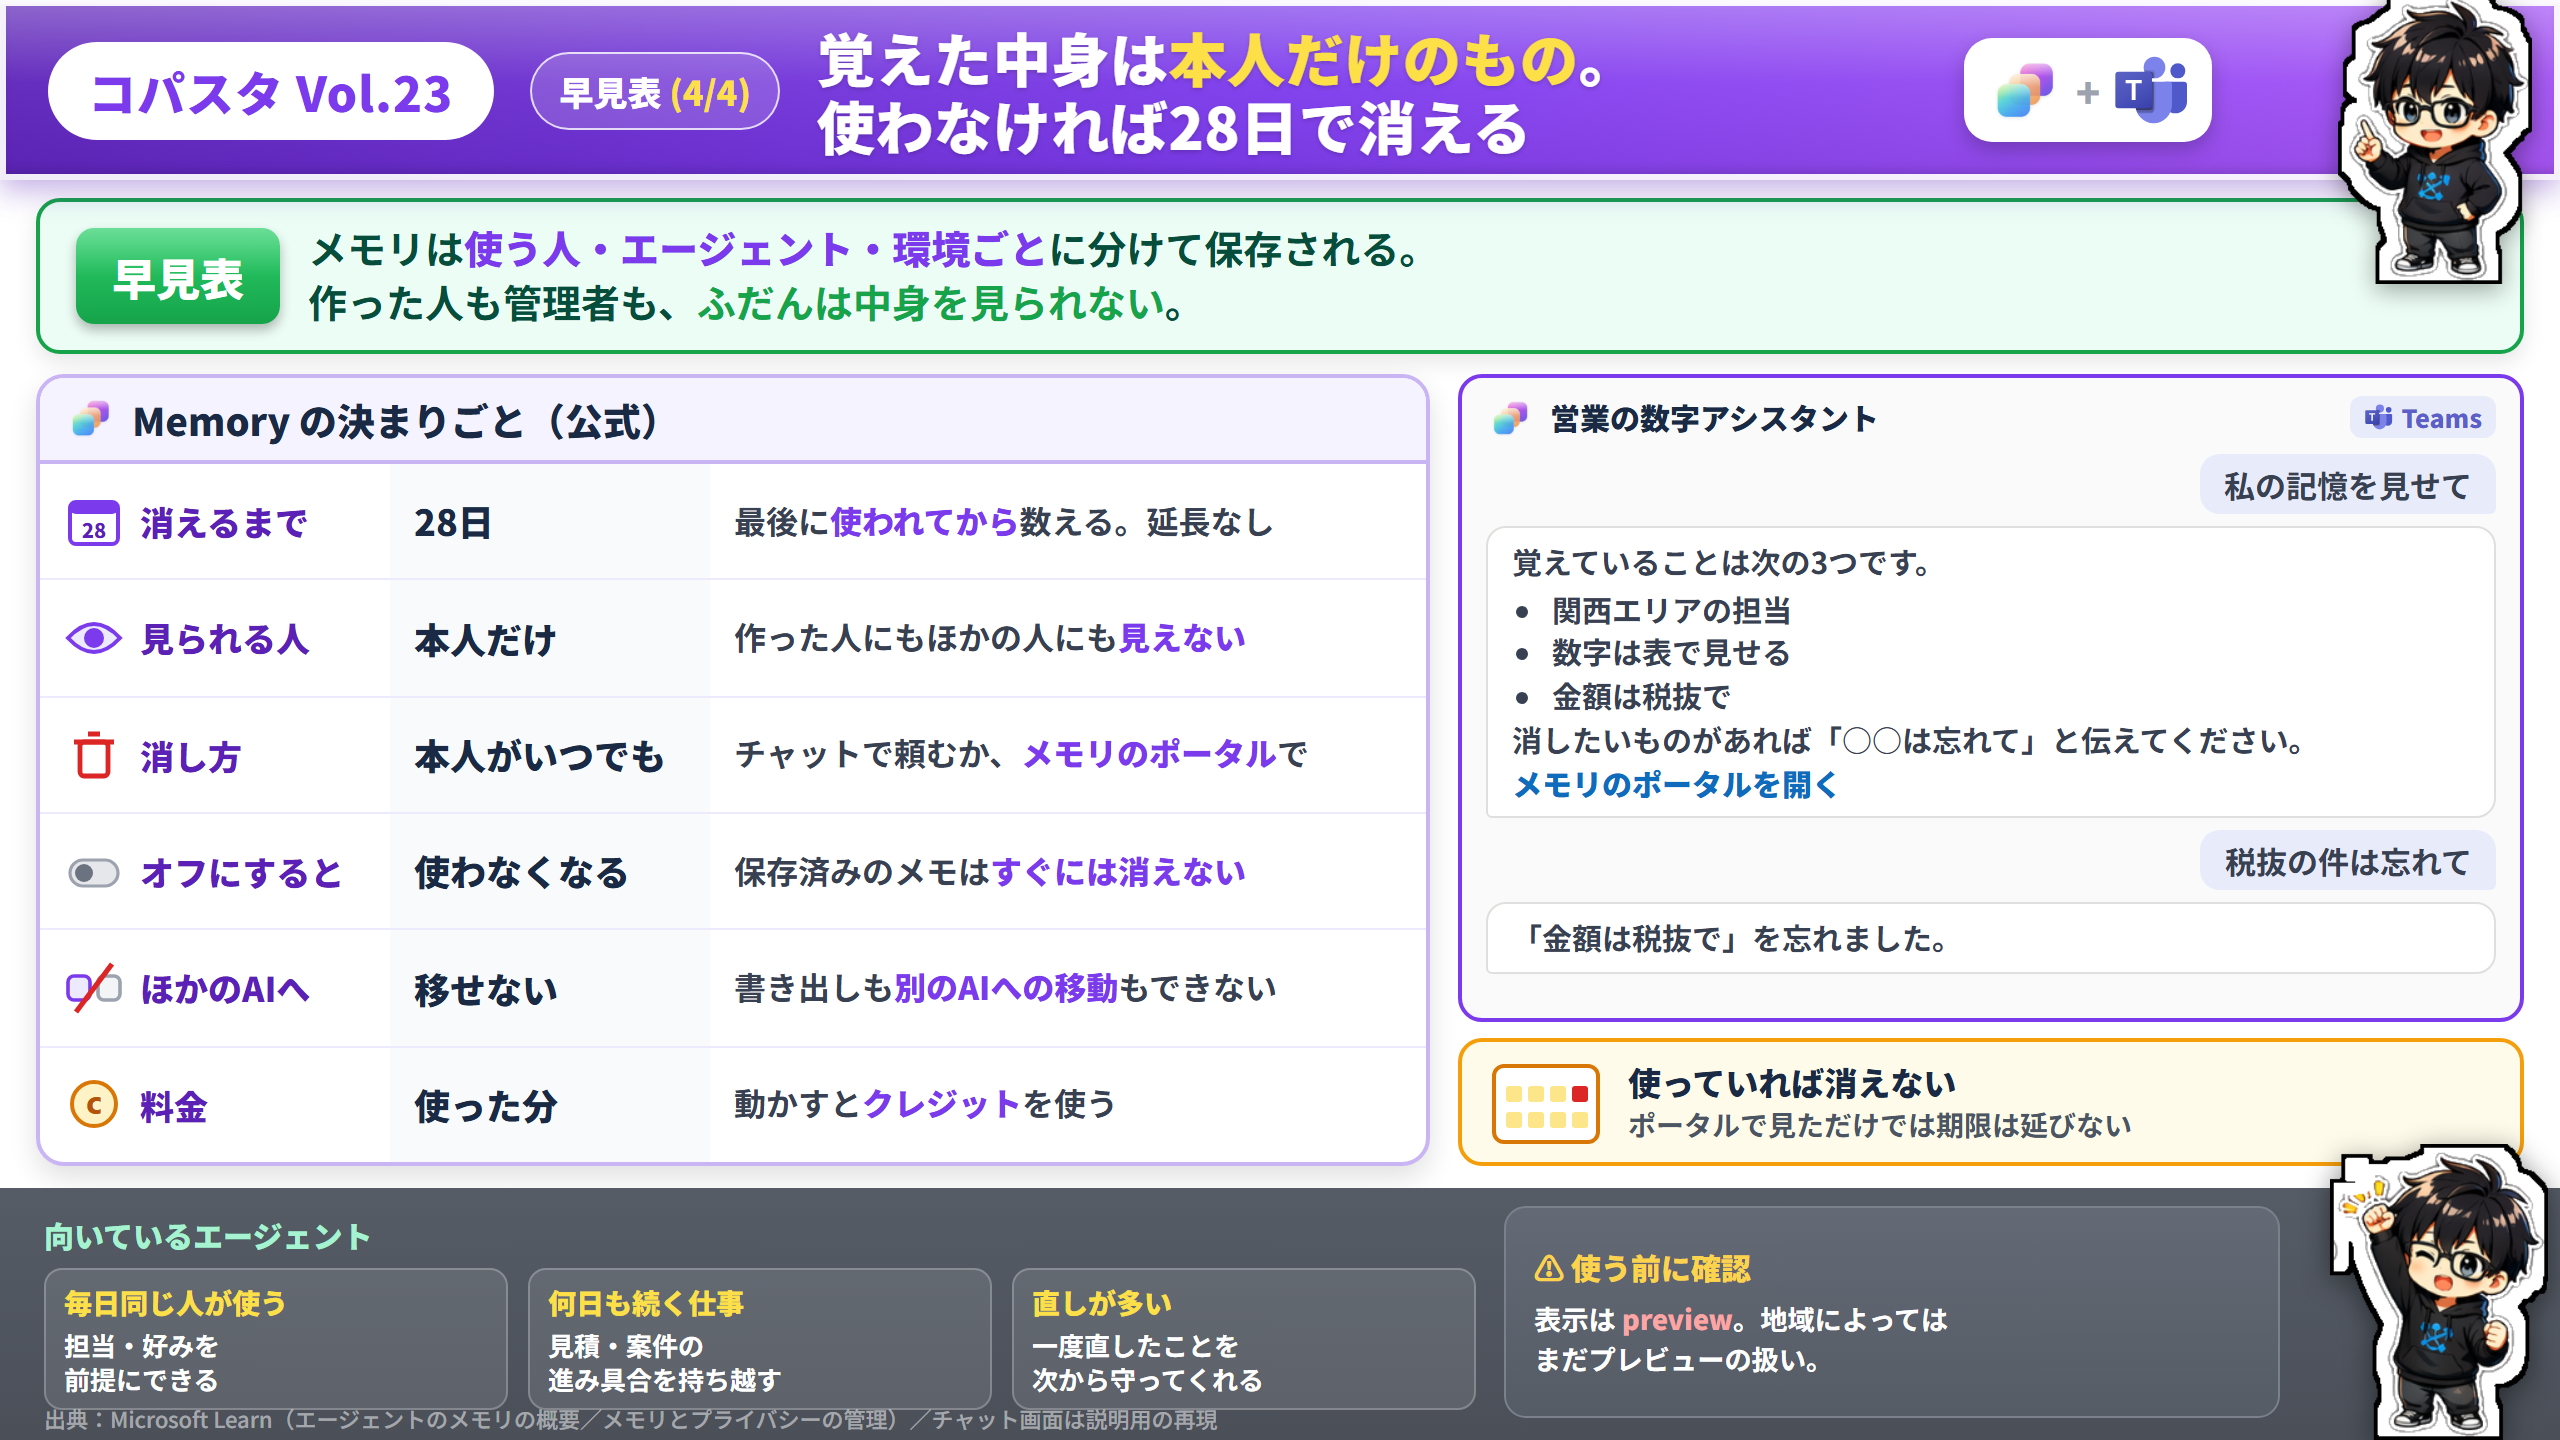 コパスタ Vol.23
早見表 (4/4)
覚えた中身は本人だけのもの。
使わなければ28日で消える
+
T
早見表
メモリは使う人・エージェント・環境ごとに分けて保存される。
作った人も管理者も、ふだんは中身を見られない。
Memory の決まりごと（公式）
28
消えるまで
28日
最後に使われてから数える。延長なし
見られる人
本人だけ
作った人にもほかの人にも見えない
消し方
本人がいつでも
チャットで頼むか、メモリのポータルで
オフにすると
使わなくなる
保存済みのメモはすぐには消えない
ほかのAIへ
移せない
書き出しも別のAIへの移動もできない
C
料金
使った分
動かすとクレジットを使う
営業の数字アシスタント
Teams
私の記憶を見せて
覚えていることは次の3つです。
• 関西エリアの担当
• 数字は表で見せる
• 金額は税抜で
消したいものがあれば「〇〇は忘れて」と伝えてください。
メモリのポータルを開く
税抜の件は忘れて
「金額は税抜で」を忘れました。
使っていれば消えない
ポータルで見ただけでは期限は延びない
向いているエージェント
毎日同じ人が使う
担当・好みを
前提にできる
何日も続く仕事
見積・案件の
進み具合を持ち越す
直しが多い
一度直したことを
次から守ってくれる
⚠ 使う前に確認
表示は preview。地域によっては
まだプレビューの扱い。
出典：Microsoft Learn（エージェントのメモリの概要／メモリとプライバシーの管理）／チャット画面は説明用の再現